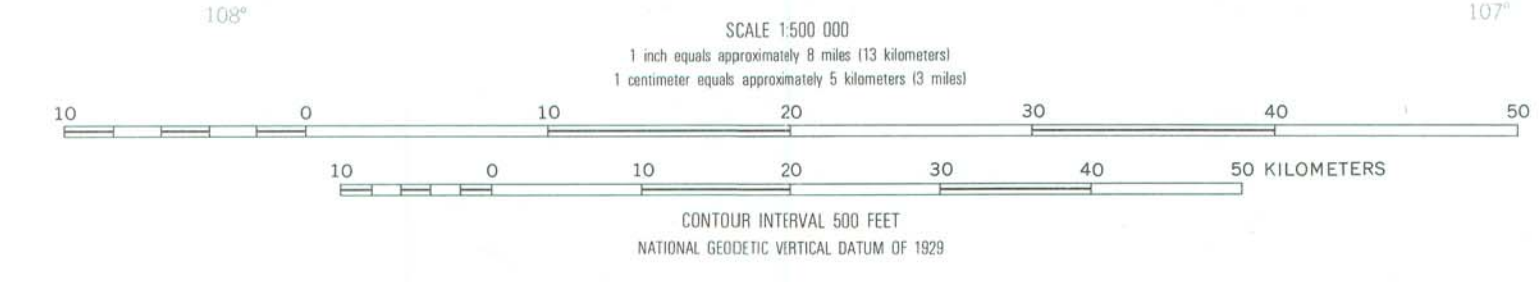 108° 107°
SCALE 1:500 000
1 inch equals approximately 8 miles (13 kilometers)
1 centimeter equals approximately 5 kilometers (3 miles)
10 0 10 20 30 40 50
10 0 10 20 30 40 50 KILOMETERS
CONTOUR INTERVAL 500 FEET
NATIONAL GEODETIC VERTICAL DATUM OF 1929